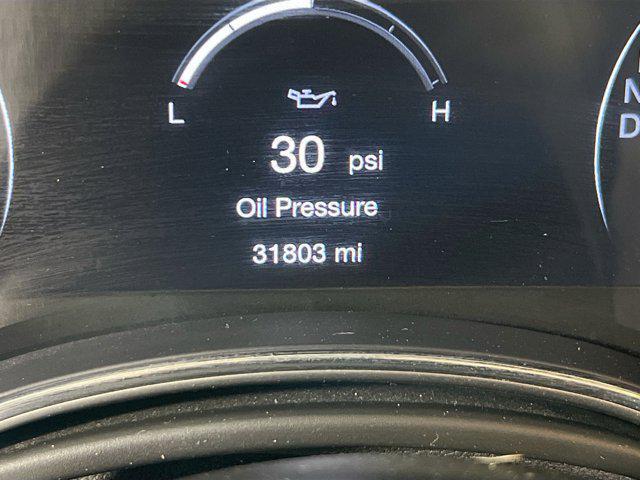 L H
30 psi
Oil Pressure
31803 mi
N
D